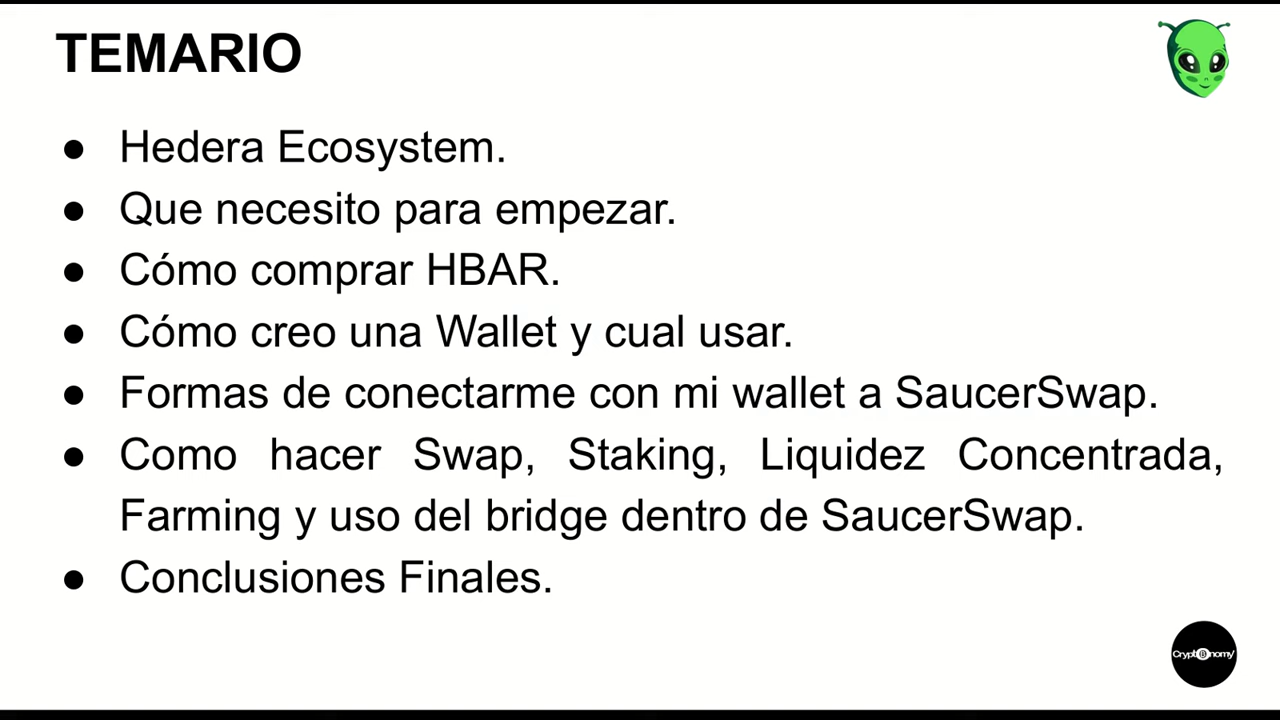 TEMARIO
● Hedera Ecosystem.
● Que necesito para empezar.
● Cómo comprar HBAR.
● Cómo creo una Wallet y cual usar.
● Formas de conectarme con mi wallet a SaucerSwap.
● Como hacer Swap, Staking, Liquidez Concentrada,
Farming y uso del bridge dentro de SaucerSwap.
● Conclusiones Finales.
Cryptonomy